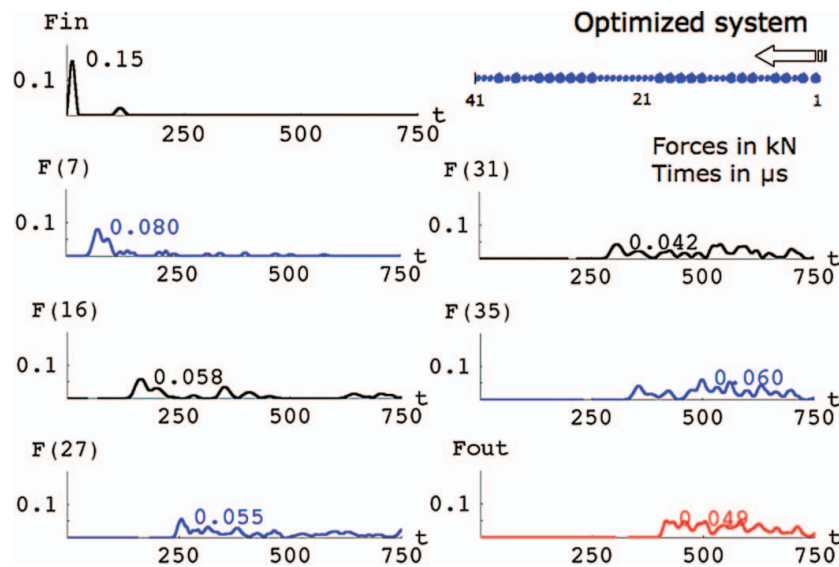 Fin
0.15
0.1
t
250 500 750
Optimized system
41 21 1
Forces in kN
Times in μs
F(7)
0.1
0.080
t
250 500 750
F(31)
0.1
0.042
t
250 500 750
F(16)
0.1
0.058
t
250 500 750
F(35)
0.1
0.060
t
250 500 750
F(27)
0.1
0.055
t
250 500 750
Fout
0.1
0.049
t
250 500 750